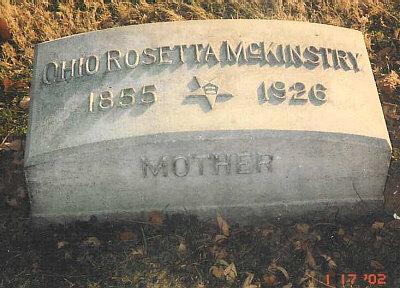 OHIO ROSETTA MCKINSTRY
1855 1926
MOTHER
1 17 '02